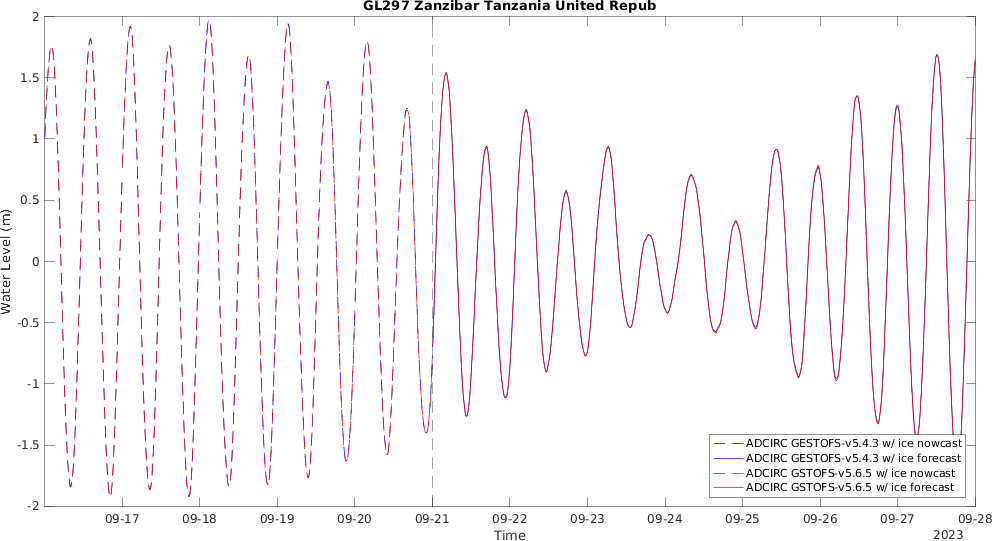 GL297 Zanzibar Tanzania United Repub
2
1.5
1
0.5
0
-0.5
-1
-1.5
-2
Water Level (m)
09-17 09-18 09-19 09-20 09-21 09-22 09-23 09-24 09-25 09-26 09-27 09-28
Time
2023
ADCIRC GESTOFS-v5.4.3 w/ ice nowcast
ADCIRC GESTOFS-v5.4.3 w/ ice forecast
ADCIRC GSTOFS-v5.6.5 w/ ice nowcast
ADCIRC GSTOFS-v5.6.5 w/ ice forecast